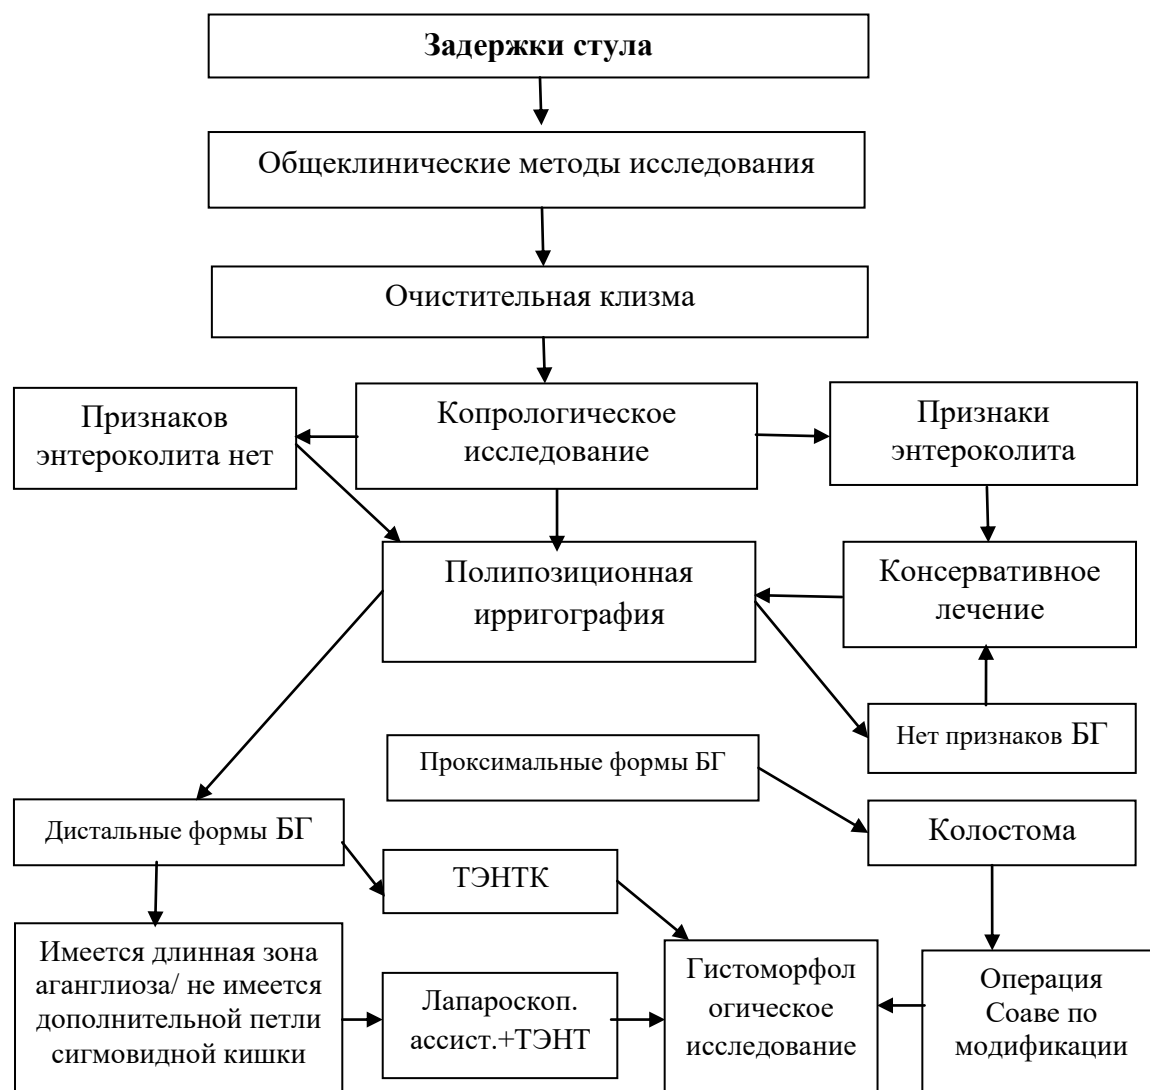 Задержки стула
Общеклинические методы исследования
Очистительная клизма
Признаков
энтероколита нет
Копрологическое
исследование
Признаки
энтероколита
Полипозиционная
ирригография
Консервативное
лечение
Нет признаков БГ
Проксимальные формы БГ
Дистальные формы БГ
Колостома
ТЭНТК
Имеется длинная зона
аганглиоза/ не имеется
дополнительной петли
сигмовидной кишки
Лапароскоп.
ассист.+ТЭНТ
Гистоморфол
огическое
исследование
Операция
Соаве по
модификации